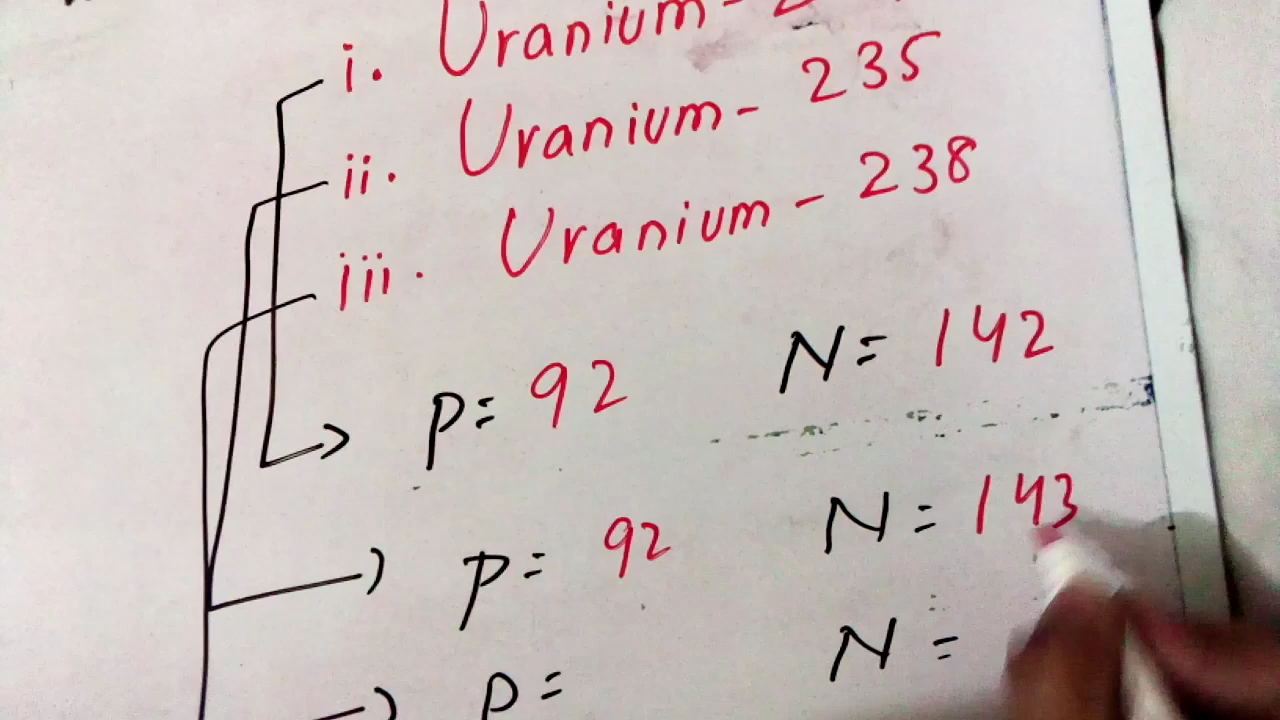 i. Uranium -
ii. Uranium - 235
iii. Uranium - 238
P = 92 N = 142
P = 92 N = 143
P = N =